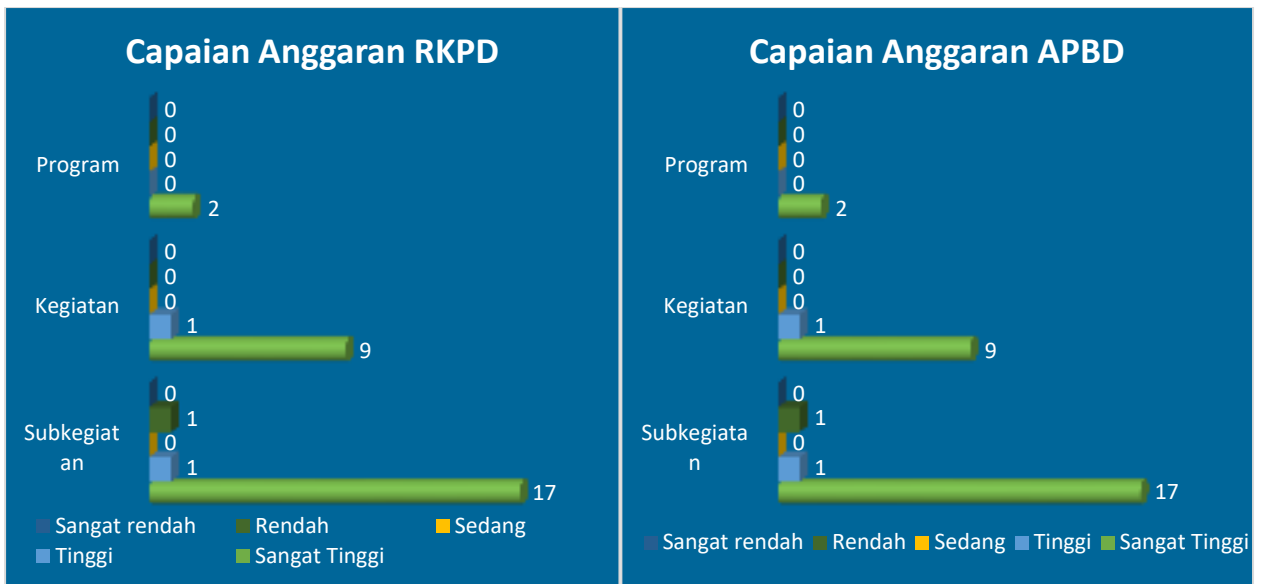 Capaian Anggaran RKPD
0
0
Program
0
0
2
0
0
Kegiatan
0
1
9
0
1
Subkegiat
an
0
1
17
Sangat rendah Rendah Sedang
Tinggi Sangat Tinggi
Capaian Anggaran APBD
0
0
Program
0
0
2
0
0
Kegiatan
0
1
9
0
1
Subkegiata
n
0
1
17
Sangat rendah Rendah Sedang Tinggi Sangat Tinggi